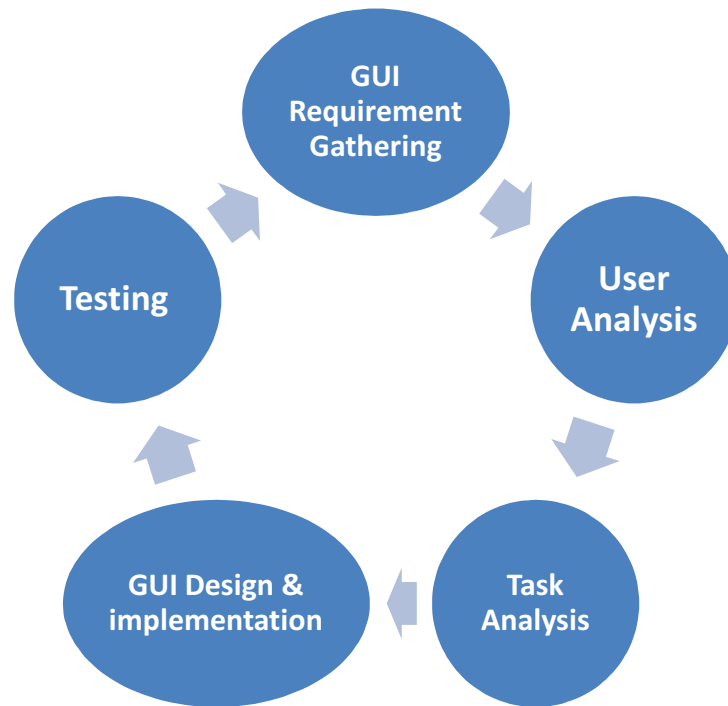 GUI
Requirement
Gathering
User
Analysis
Task
Analysis
GUI Design &
implementation
Testing